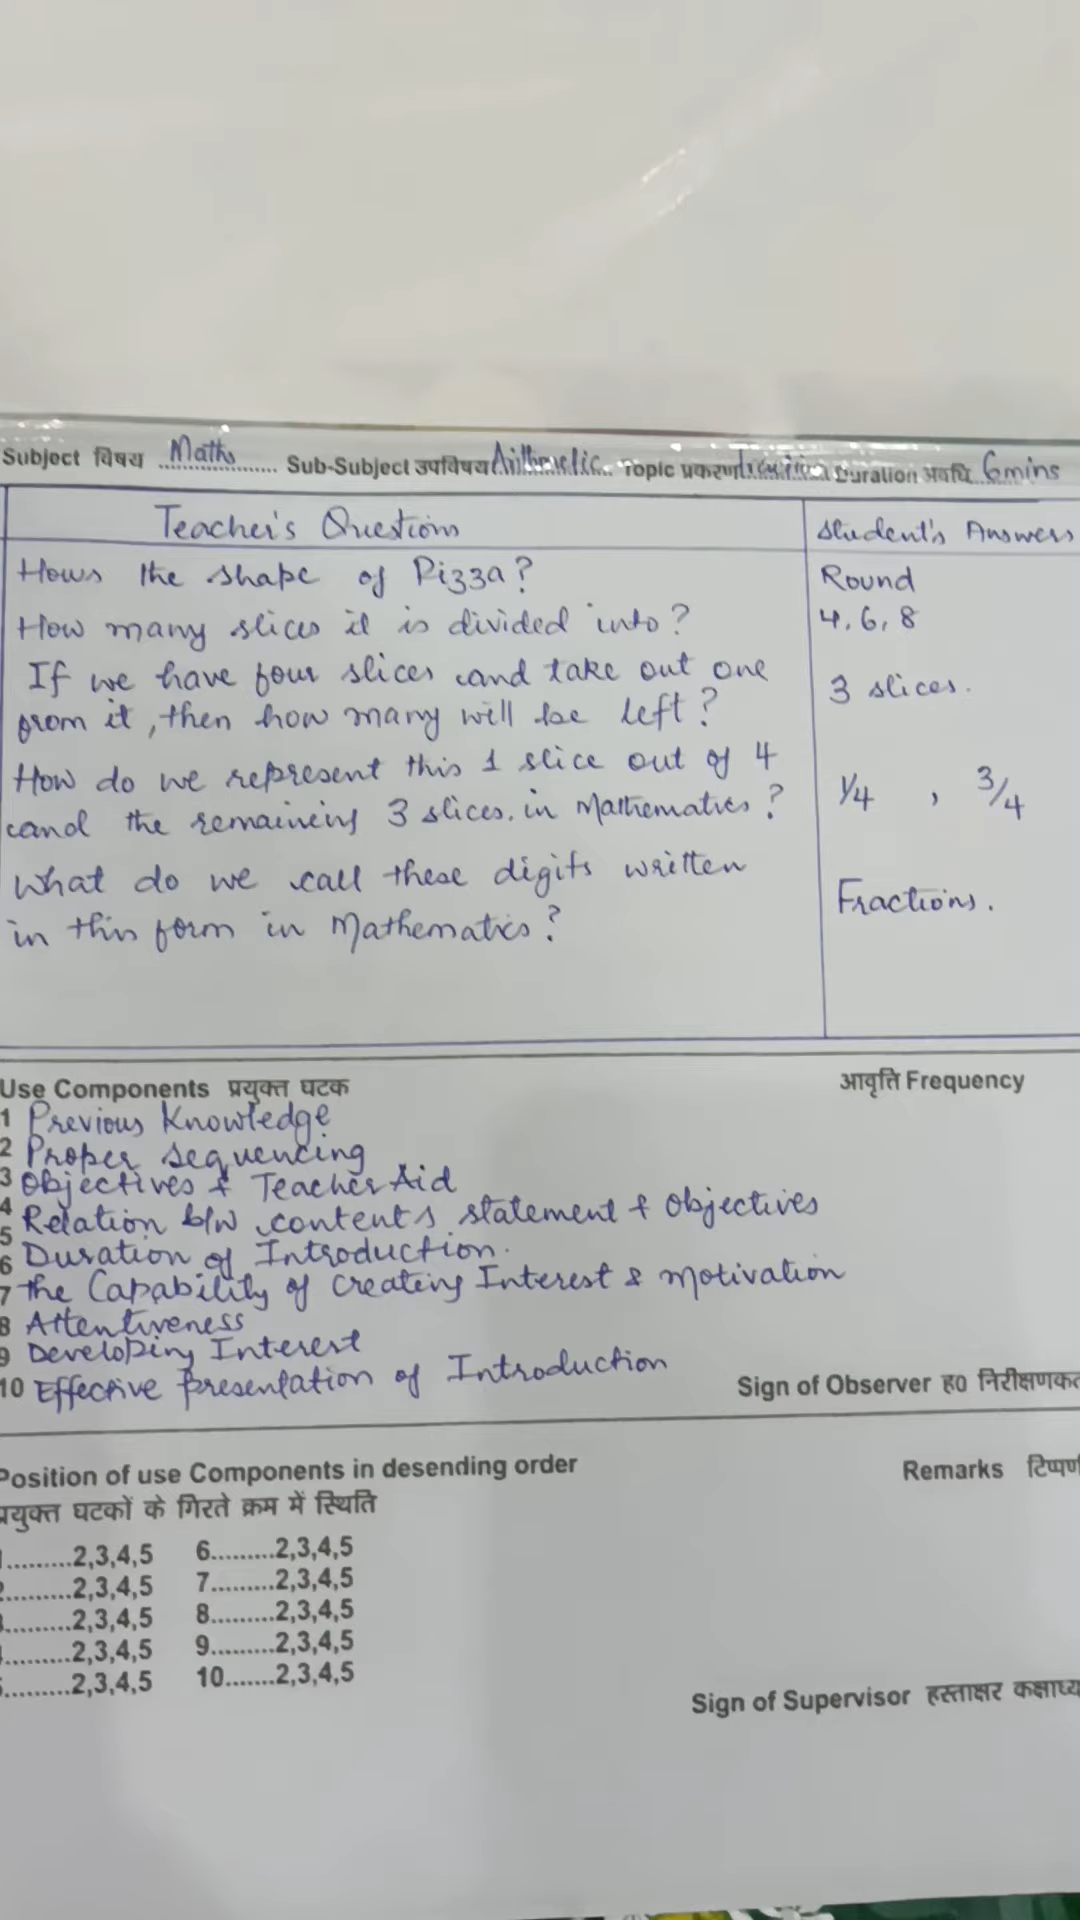 Subject विषय Maths Sub-Subject उपविषय Arithmetic Topic प्रकरण Duration अवधि 6mins
Teacher's Questions Student's Answers
Hows the shape of Pizza? Round
How many slices it is divided into? 4, 6, 8
If we have four slices and take out one
from it, then how many will be left? 3 slices.
How do we represent this 1 slice out of 4
and the remaineing 3 slices. in Mathematics? 1/4 , 3/4
What do we call these digits written
in this form in Mathematics? Fractions.
Use Components प्रयुक्त घटक आवृत्ति Frequency
1 Previous Knowledge
2 Proper sequencing
3 Objectives & Teacher Aid
4 Relation b/w contents statement & Objectives
5
6 Duration of Introduction.
7 The Capability of Creating Interest & motivation
8 Attentiveness
9 Developing Interest
10 Effective Presentation of Introduction
Sign of Observer ह0
Position of use Components in desending order Remarks
प्रयुक्त घटकों के गिरते क्रम में स्थिति
.........2,3,4,5 6.........2,3,4,5
.........2,3,4,5 7.........2,3,4,5
.........2,3,4,5 8.........2,3,4,5
.........2,3,4,5 9.........2,3,4,5
.........2,3,4,5 10.......2,3,4,5
Sign of Supervisor हस्ताक्षर